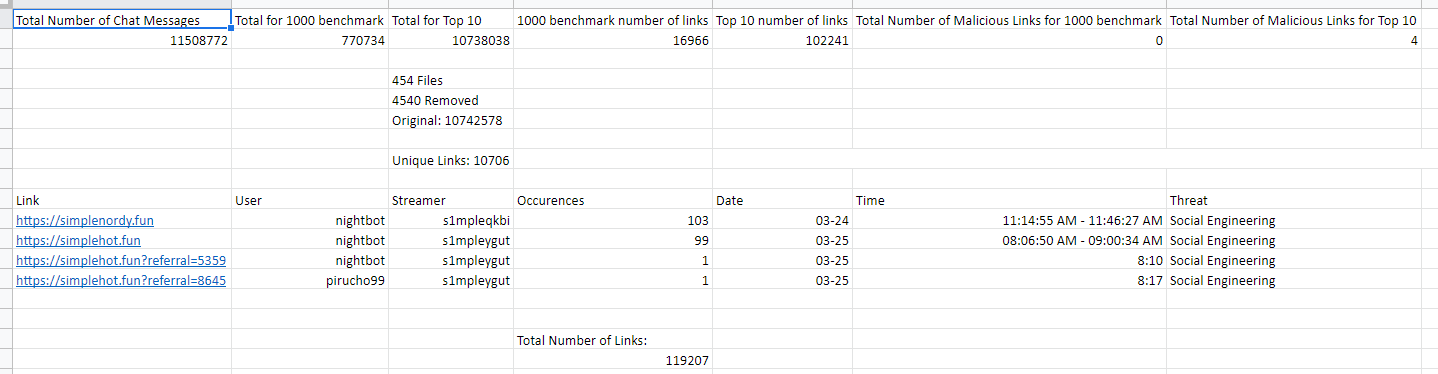 Total Number of Chat Messages Total for 1000 benchmark Total for Top 10 1000 benchmark number of links Top 10 number of links Total Number of Malicious Links for 1000 benchmark Total Number of Malicious Links for Top 10
11508772 770734 10738038 16966 102241 0 4
454 Files
4540 Removed
Original: 10742578
Unique Links: 10706
Link User Streamer Occurences Date Time Threat
https://simplenordy.fun nightbot s1mpleqkbi 103 03-24 11:14:55 AM - 11:46:27 AM Social Engineering
https://simplehot.fun nightbot s1mpleygut 99 03-25 08:06:50 AM - 09:00:34 AM Social Engineering
https://simplehot.fun?referral=5359 nightbot s1mpleygut 1 03-25 8:10 Social Engineering
https://simplehot.fun?referral=8645 pirucho99 s1mpleygut 1 03-25 8:17 Social Engineering
Total Number of Links:
119207